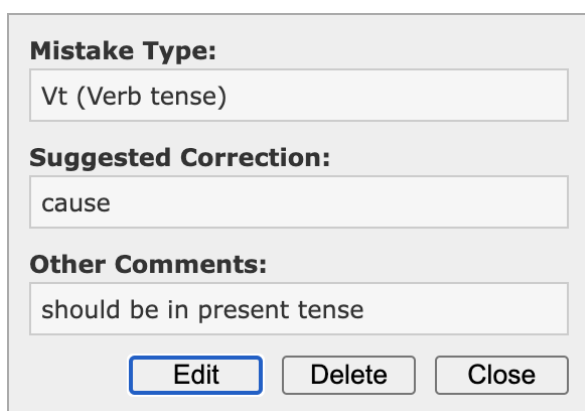 Mistake Type:
Vt (Verb tense)
Suggested Correction:
cause
Other Comments:
should be in present tense
Edit Delete Close